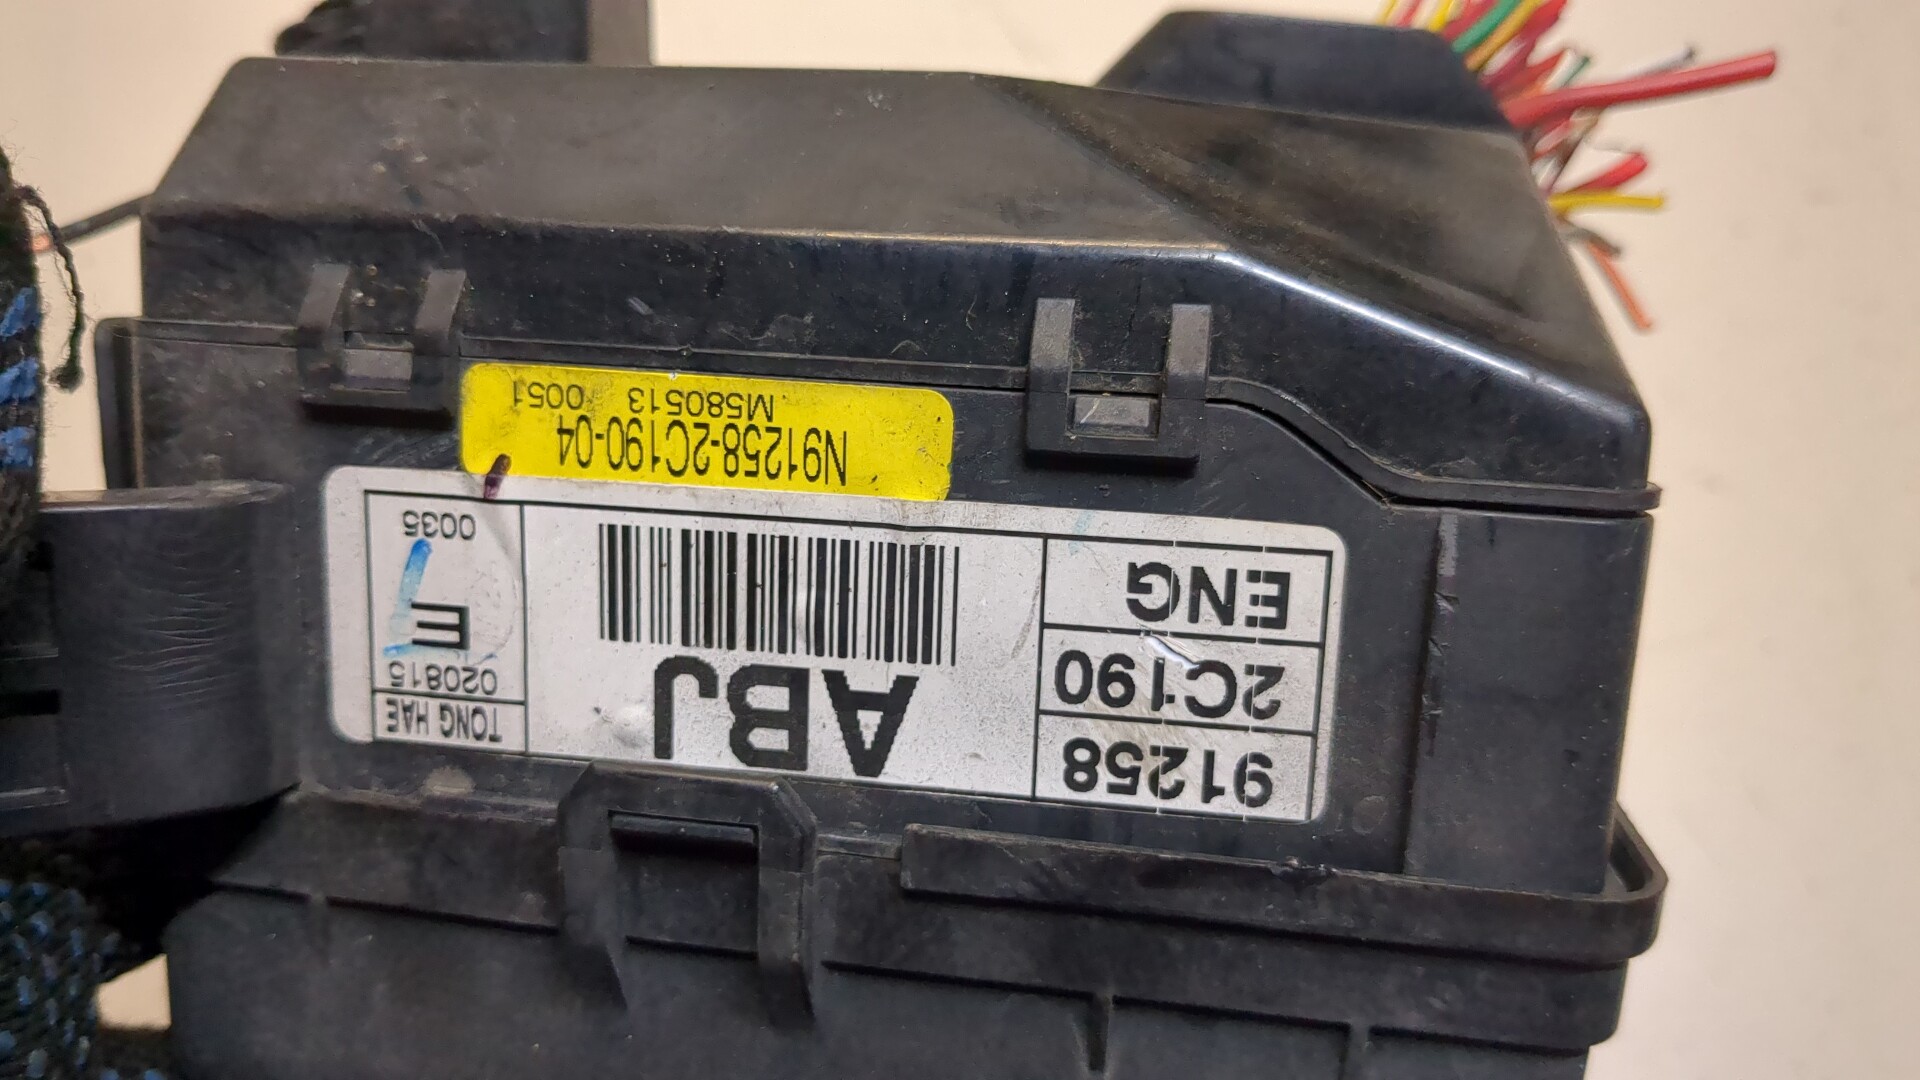 91258
2C190
ENG
ABJ
TONG HAE
020815
E
0035
N91258-2C190-04
M580513 0051